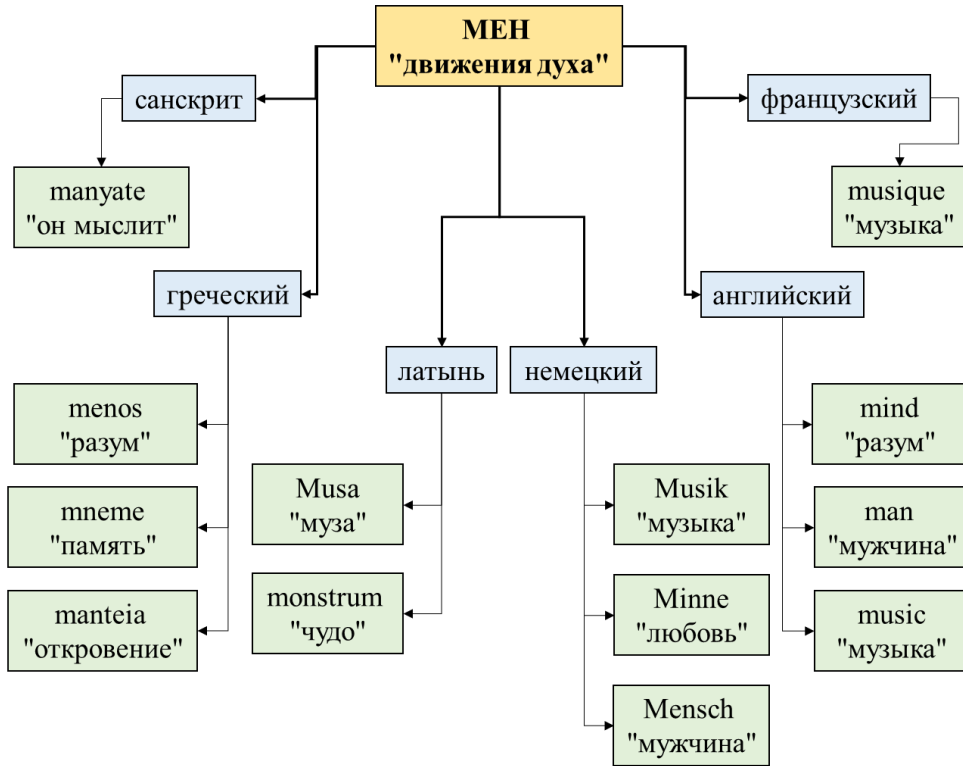 МЕН
"движения духа"
санскрит
французский
manyate
"он мыслит"
musique
"музыка"
греческий
английский
латынь
немецкий
menos
"разум"
mneme
"память"
manteia
"откровение"
Musa
"муза"
monstrum
"чудо"
Musik
"музыка"
Minne
"любовь"
Mensch
"мужчина"
mind
"разум"
man
"мужчина"
music
"музыка"